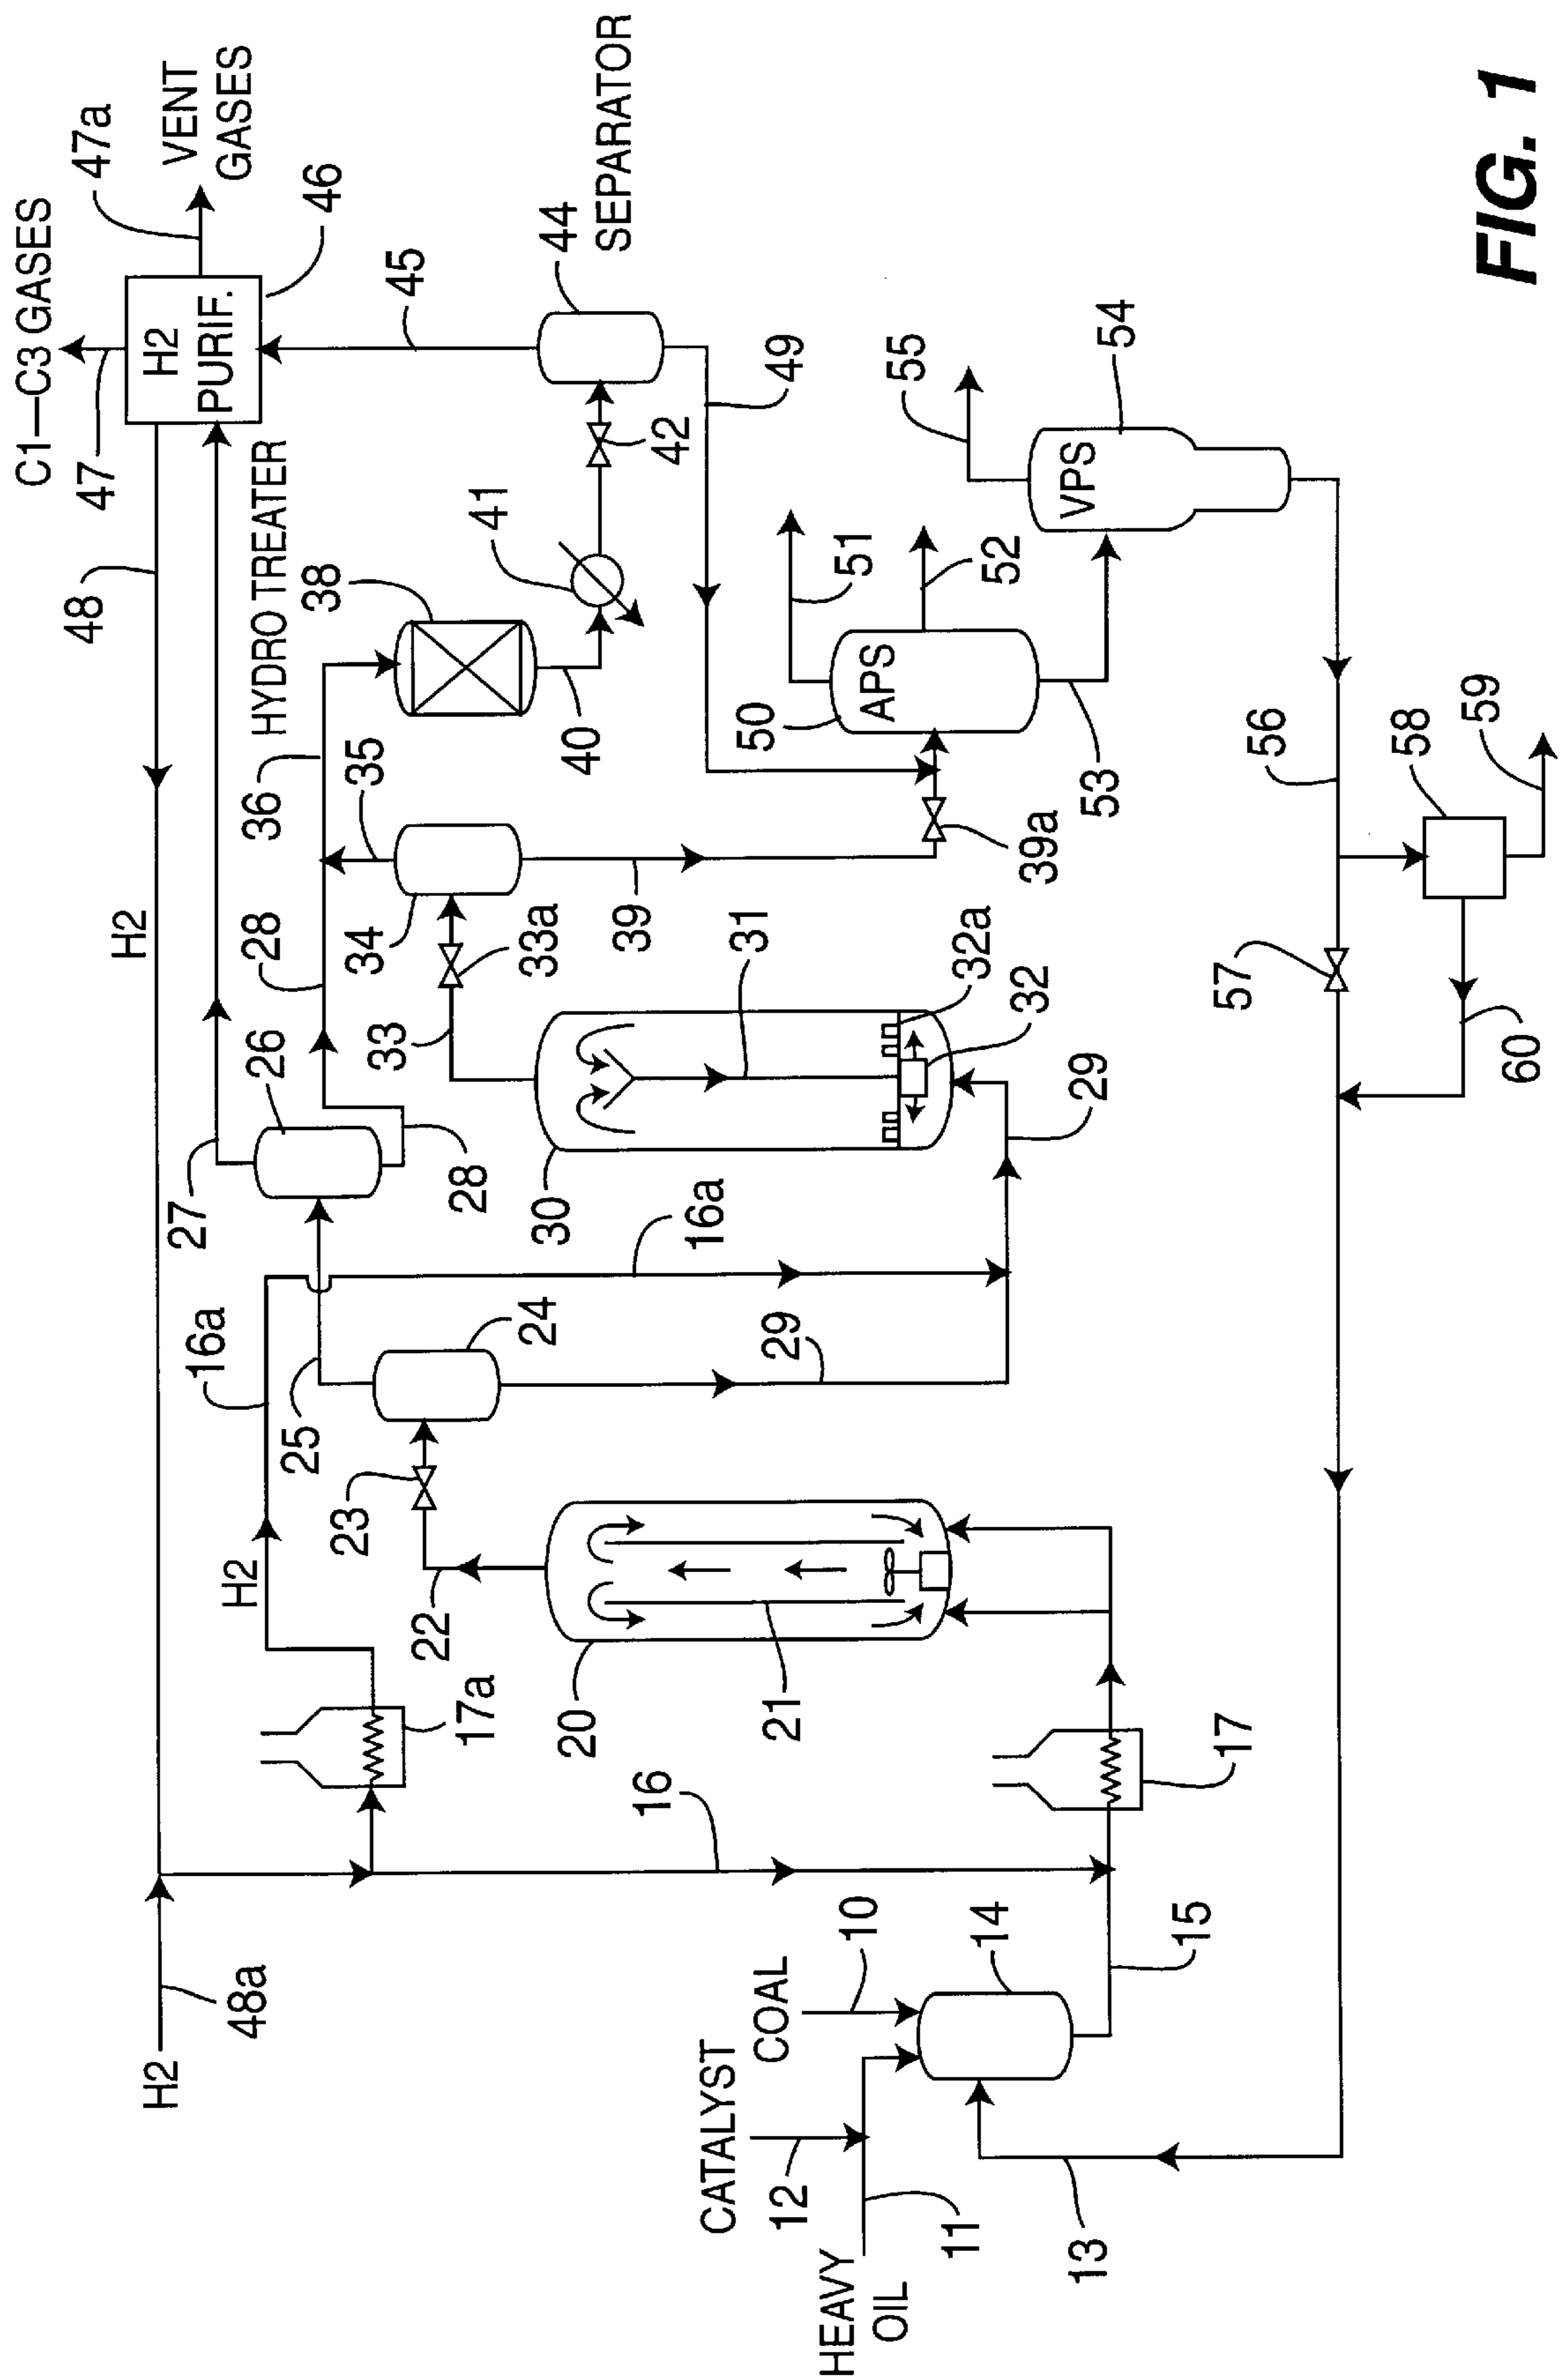 C1—C3 GASES
47
47a
VENT
GASES
H2
PURIF.
46
48
H2
H2
48a
45
44
SEPARATOR
42
41
HYDRO TREATER
38
40
36
35
34
33a
33
28
28
27
26
25
24
23
22
H2
16a
16a
17a
16
49
39
39a
31
32a
32
30
29
29
20
21
17
15
14
10
COAL
CATALYST
12
HEAVY
OIL
11
13
50
APS
51
52
53
VPS
54
55
56
57
58
59
60
FIG. 1